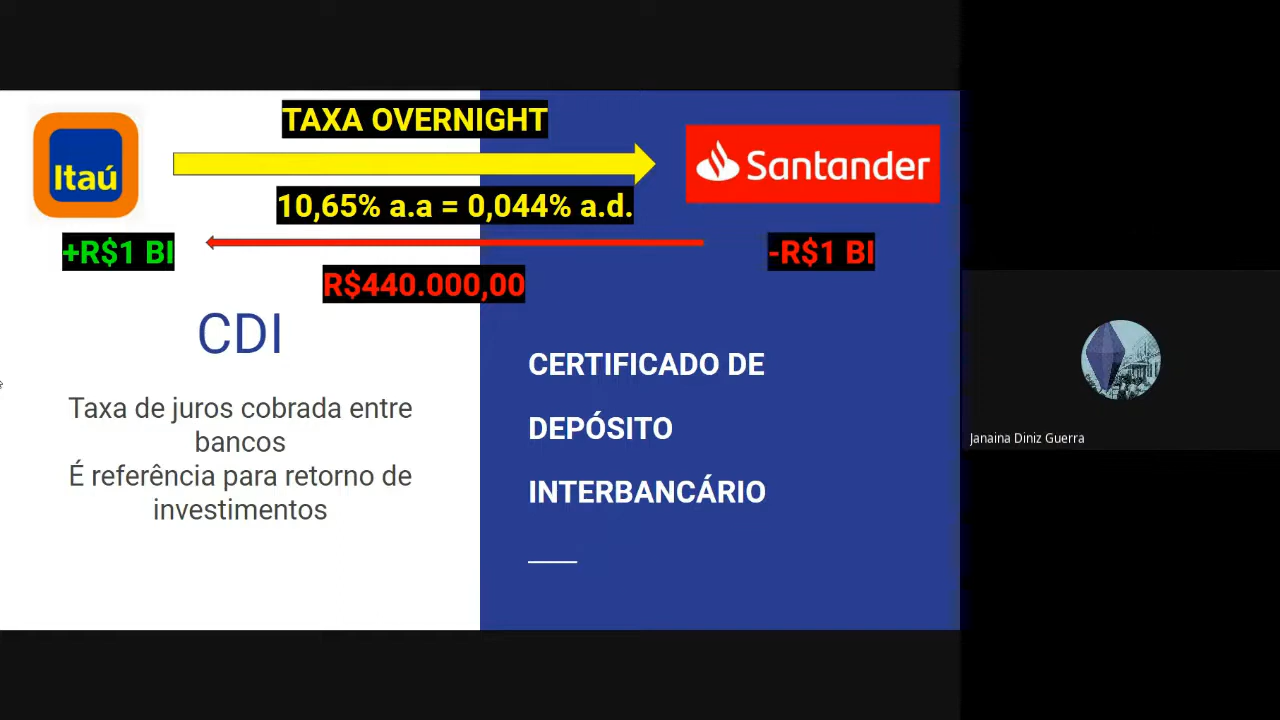 TAXA OVERNIGHT
Itaú
Santander
10,65% a.a = 0,044% a.d.
+R$1 BI
-R$1 BI
R$440.000,00
CDI
Taxa de juros cobrada entre
bancos
É referência para retorno de
investimentos
CERTIFICADO DE
DEPÓSITO
INTERBANCÁRIO
Janaina Diniz Guerra